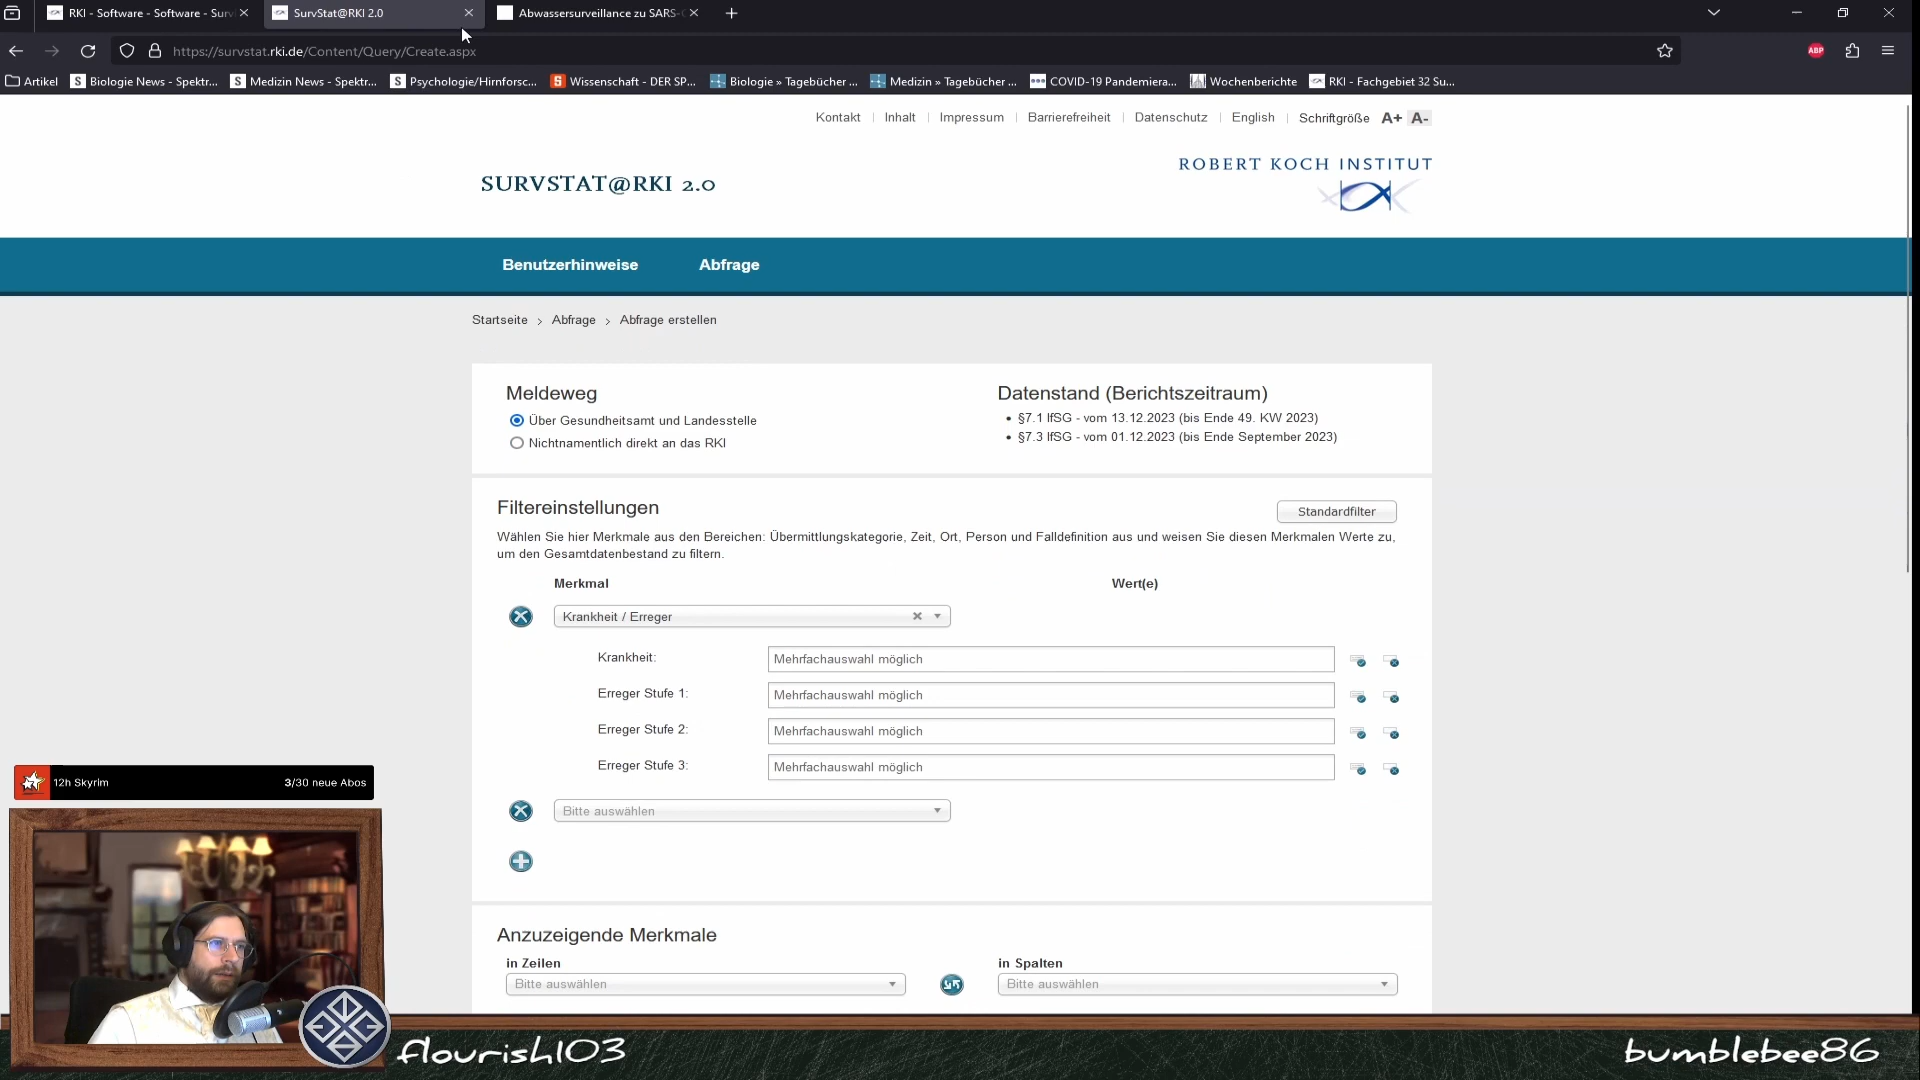 RKI - Software - Software - Surv
SurvStat@RKI 2.0
Abwassersurveillance zu SARS-
https://survstat.rki.de/Content/Query/Create.aspx
ABP
Artikel
Biologie News - Spektr...
Medizin News - Spektr...
Psychologie/Hirnforsc...
Wissenschaft - DER SP...
Biologie » Tagebücher ...
Medizin » Tagebücher ...
COVID-19 Pandemiera...
Wochenberichte
RKI - Fachgebiet 32 Su...
Kontakt
Inhalt
Impressum
Barrierefreiheit
Datenschutz
English
Schriftgröße A+ A-
SURVSTAT@RKI 2.0
ROBERT KOCH INSTITUT
Benutzerhinweise
Abfrage
Startseite > Abfrage > Abfrage erstellen
Meldeweg
Über Gesundheitsamt und Landesstelle
Nichtnamentlich direkt an das RKI
Datenstand (Berichtszeitraum)
• §7.1 IfSG - vom 13.12.2023 (bis Ende 49. KW 2023)
• §7.3 IfSG - vom 01.12.2023 (bis Ende September 2023)
Filtereinstellungen
Standardfilter
Wählen Sie hier Merkmale aus den Bereichen: Übermittlungskategorie, Zeit, Ort, Person und Falldefinition aus und weisen Sie diesen Merkmalen Werte zu,
um den Gesamtdatenbestand zu filtern.
Merkmal
Wert(e)
Krankheit / Erreger
Krankheit:
Mehrfachauswahl möglich
Erreger Stufe 1:
Mehrfachauswahl möglich
Erreger Stufe 2:
Mehrfachauswahl möglich
Erreger Stufe 3:
Mehrfachauswahl möglich
Bitte auswählen
Anzuzeigende Merkmale
in Zeilen
in Spalten
Bitte auswählen
Bitte auswählen
12h Skyrim
3/30 neue Abos
flourish103
bumblebee86